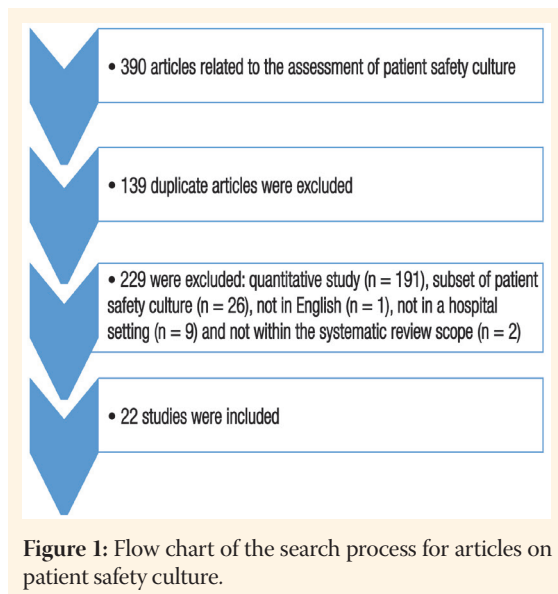 • 390 articles related to the assessment of patient safety culture
• 139 duplicate articles were excluded
• 229 were excluded: quantitative study (n = 191), subset of patient
safety culture (n = 26), not in English (n = 1), not in a hospital
setting (n = 9) and not within the systematic review scope (n = 2)
• 22 studies were included
Figure 1: Flow chart of the search process for articles on
patient safety culture.